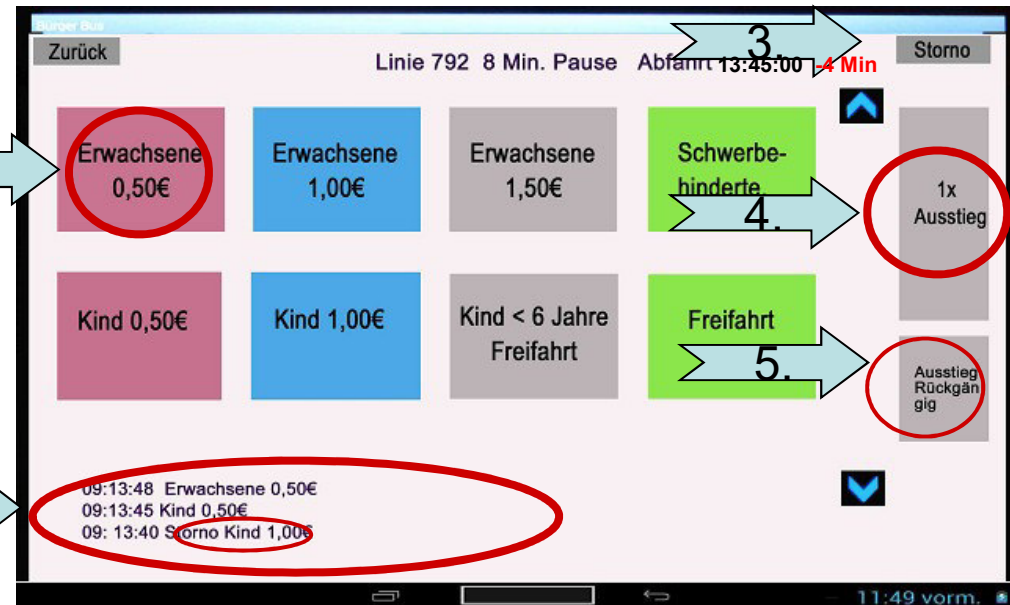 Bürger Bus
Zurück
Linie 792 8 Min. Pause Abfahrt 13:45:00 -4 Min
3.
Storno
Erwachsene
0,50€
Erwachsene
1,00€
Erwachsene
1,50€
Schwerbe-
hinderte.
4.
1x
Ausstieg
Kind 0,50€
Kind 1,00€
Kind < 6 Jahre
Freifahrt
Freifahrt
5.
Ausstieg
Rückgän
gig
09:13:48 Erwachsene 0,50€
09:13:45 Kind 0,50€
09: 13:40 Storno Kind 1,00€
11:49 vorm.